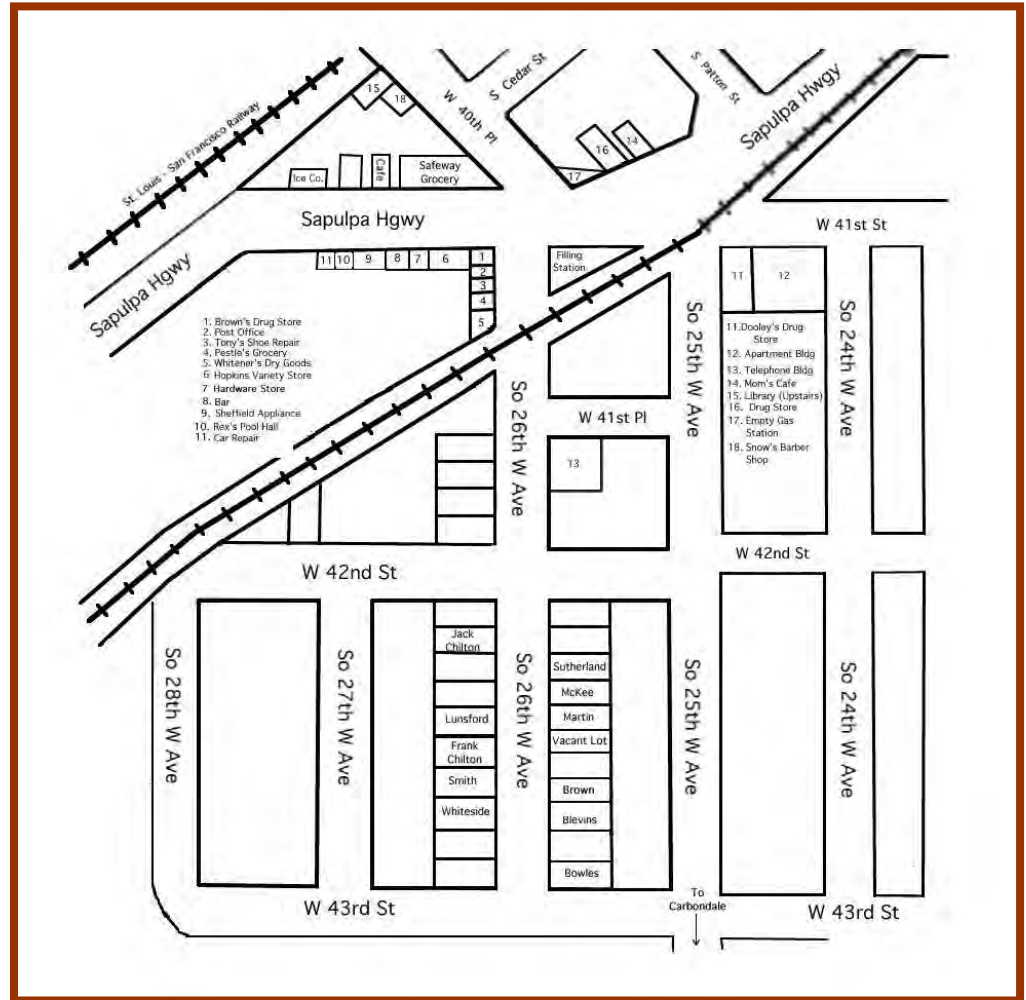 S Cedar St
S Patton St
W 40th Pl
Sapulpa Hwgy
St. Louis - San Francisco Railway
15
18
16
14
17
Ice Co.
Cafe
Safeway
Grocery
Sapulpa Hgwy
W 41st St
Sapulpa Hgwy
11 10 9 8 7 6 1
2
3
4
5
Filling
Station
11
12
1. Brown's Drug Store
2. Post Office
3. Tony's Shoe Repair
4, Pestle's Grocery
5. Whitener's Dry Goods
6 Hopkins Variety Store
7 Hardware Store
8. Bar
9. Sheffield Appliance
10. Rex's Pool Hall
11. Car Repair
So 26th W Ave
W 41st Pl
13
So 25th W Ave
11.Dooley's Drug
Store
12. Apartment Bldg
13. Telephone Bldg
14. Mom's Cafe
15. Library (Upstairs)
16. Drug Store
17. Empty Gas
Station
18. Snow's Barber
Shop
So 24th W Ave
W 42nd St
W 42nd St
So 28th W Ave
So 27th W Ave
Jack
Chilton
Lunsford
Frank
Chilton
Smith
Whiteside
So 26th W Ave
Sutherland
McKee
Martin
Vacant Lot
Brown
Blevins
Bowles
So 25th W Ave
So 24th W Ave
W 43rd St
To
Carbondale
W 43rd St